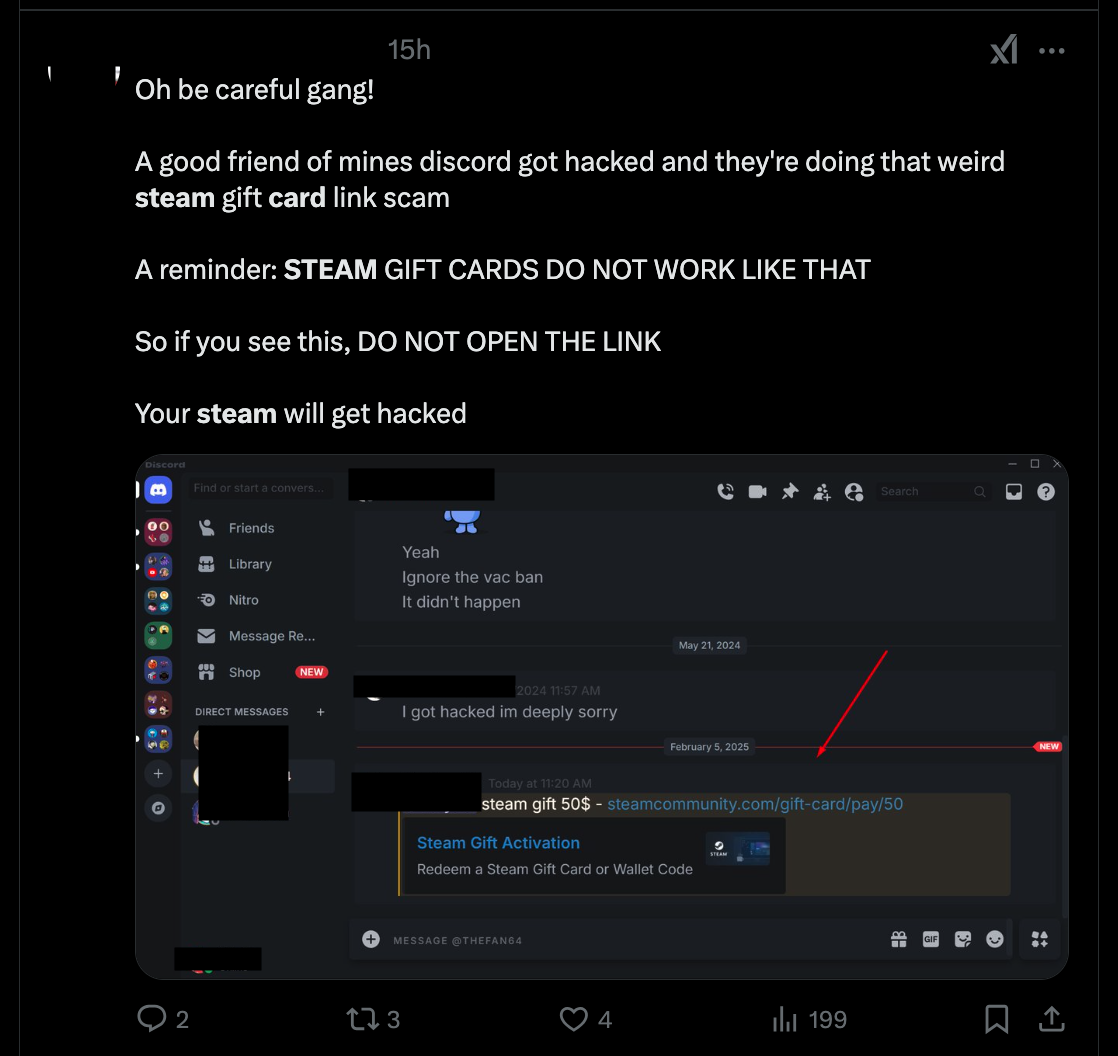 15h
Oh be careful gang!
A good friend of mines discord got hacked and they're doing that weird
steam gift card link scam
A reminder: STEAM GIFT CARDS DO NOT WORK LIKE THAT
So if you see this, DO NOT OPEN THE LINK
Your steam will get hacked
Discord
Find or start a convers...
Search
Friends
Library
Nitro
Message Re...
Shop NEW
DIRECT MESSAGES +
Yeah
Ignore the vac ban
It didn't happen
May 21, 2024
2024 11:57 AM
I got hacked im deeply sorry
February 5, 2025 NEW
Today at 11:20 AM
steam gift 50$ - steamcommunity.com/gift-card/pay/50
Steam Gift Activation
STEAM
Redeem a Steam Gift Card or Wallet Code
MESSAGE @THEFAN64
GIF
2 3 4 199